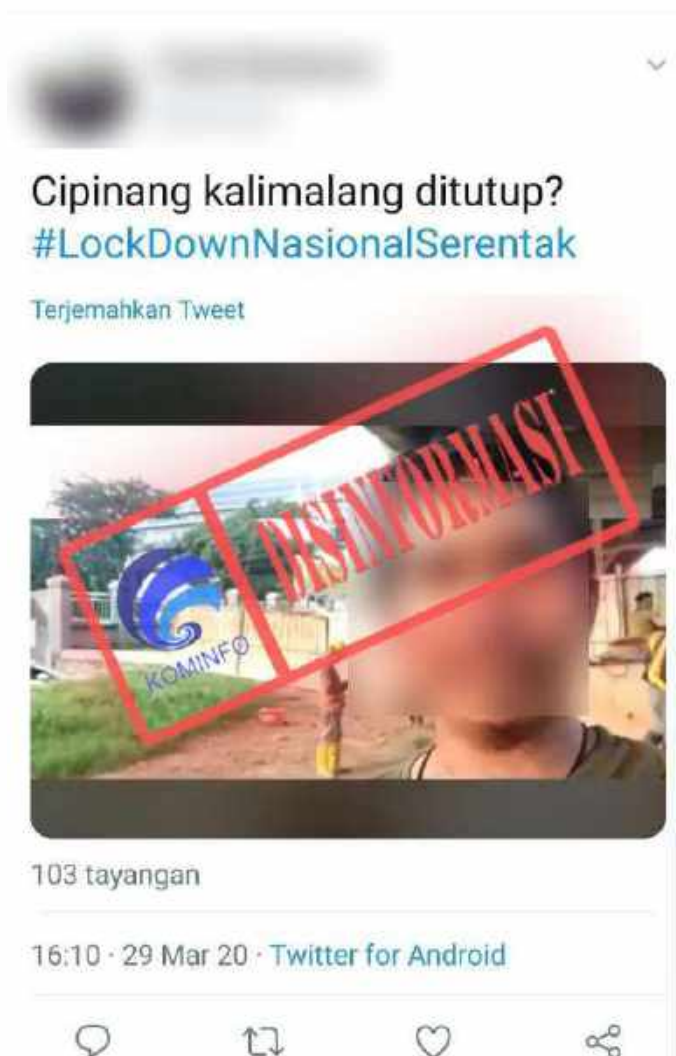 Cipinang kalimalang ditutup?
#LockDownNasionalSerentak
Terjemahkan Tweet
DISINFORMASI
KOMINFO
103 tayangan
16:10 · 29 Mar 20 · Twitter for Android